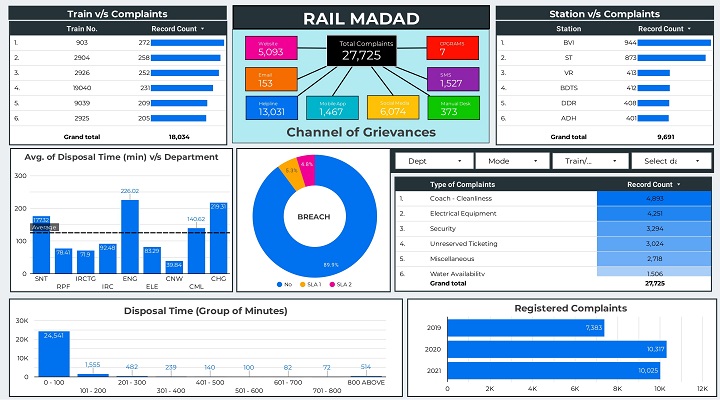 Train v/s Complaints
Train No. Record Count
1. 903 272
2. 2904 258
3. 2926 252
4. 19040 231
5. 9039 209
6. 2925 205
Grand total 18,034
RAIL MADAD
Website
5,093
Total Complaints
27,725
CPGRAMS
7
Email
153
SMS
1,527
Helpline
13,031
Mobile App
1,467
Social Media
6,074
Manual Desk
373
Channel of Grievances
Station v/s Complaints
Station Record Count
1. BVI 944
2. ST 873
3. VR 413
4. BDTS 412
5. DDR 408
6. ADH 401
Grand total 9,691
Avg. of Disposal Time (min) v/s Department
300
200
100
0
177.32
Average
78.41
71.9
92.48
226.02
83.29
39.84
140.62
219.31
SNT IRCTG ENG CNW CHG
RPF IRC ELE CML
BREACH
5.3%
4.8%
89.9%
No SLA 1 SLA 2
Dept Mode Train/... Select da
Type of Complaints Record Count
1. Coach - Cleanliness 4,893
2. Electrical Equipment 4,251
3. Security 3,294
4. Unreserved Ticketing 3,024
5. Miscellaneous 2,718
6. Water Availability 1,506
Grand total 27,725
Disposal Time (Group of Minutes)
30K
20K
10K
0
24,541 1,555 482 239 140 100 82 72 514
0 - 100 201 - 300 401 - 500 601 - 700 800 ABOVE
101 - 200 301 - 400 501 - 600 701 - 800
Registered Complaints
2019 7,383
2020 10,317
2021 10,025
0 2K 4K 6K 8K 10K 12K